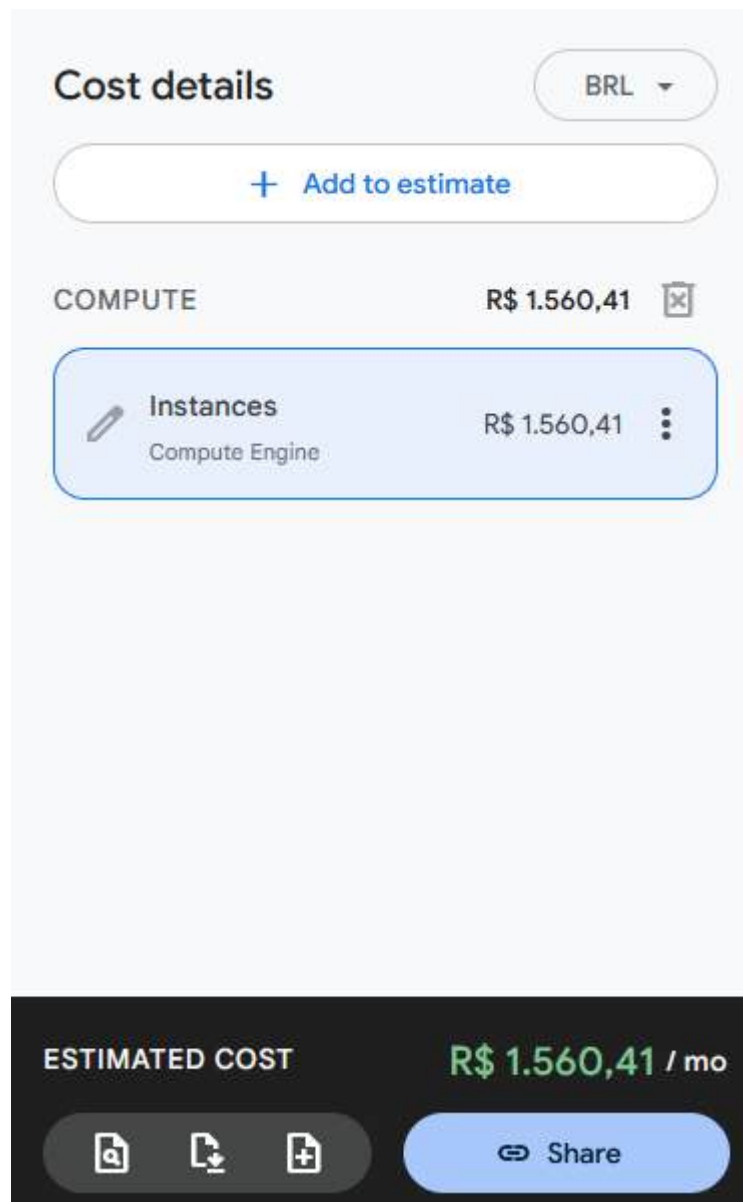 Cost details
BRL
+ Add to estimate
COMPUTE R$ 1.560,41
Instances
Compute Engine
R$ 1.560,41
ESTIMATED COST R$ 1.560,41 / mo
Share